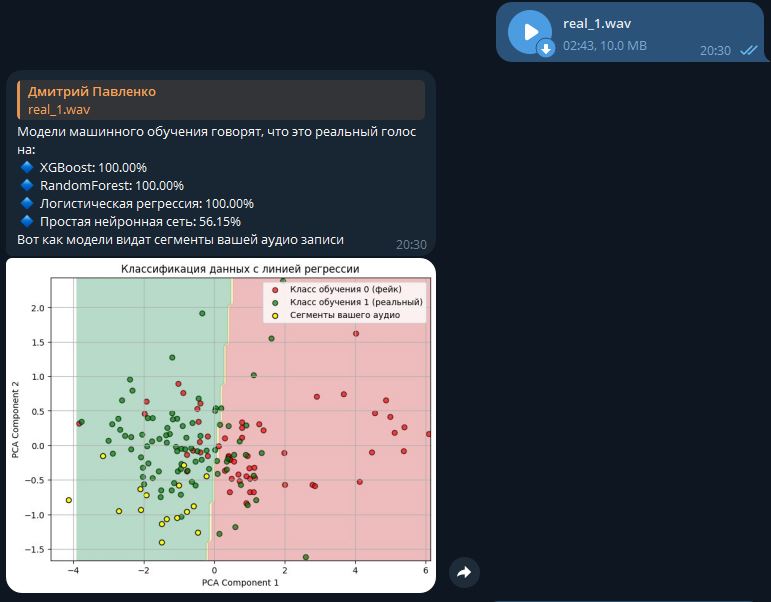 real_1.wav
02:43, 10.0 MB
20:30
Дмитрий Павленко
real_1.wav
Модели машинного обучения говорят, что это реальный голос
на:
XGBoost: 100.00%
RandomForest: 100.00%
Логистическая регрессия: 100.00%
Простая нейронная сеть: 56.15%
Вот как модели видат сегменты вашей аудио записи
20:30
Классификация данных с линией регрессии
Класс обучения 0 (фейк)
Класс обучения 1 (реальный)
Сегменты вашего аудио
PCA Component 2
2.0
1.5
1.0
0.5
0.0
−0.5
−1.0
−1.5
−4 −2 0 2 4 6
PCA Component 1